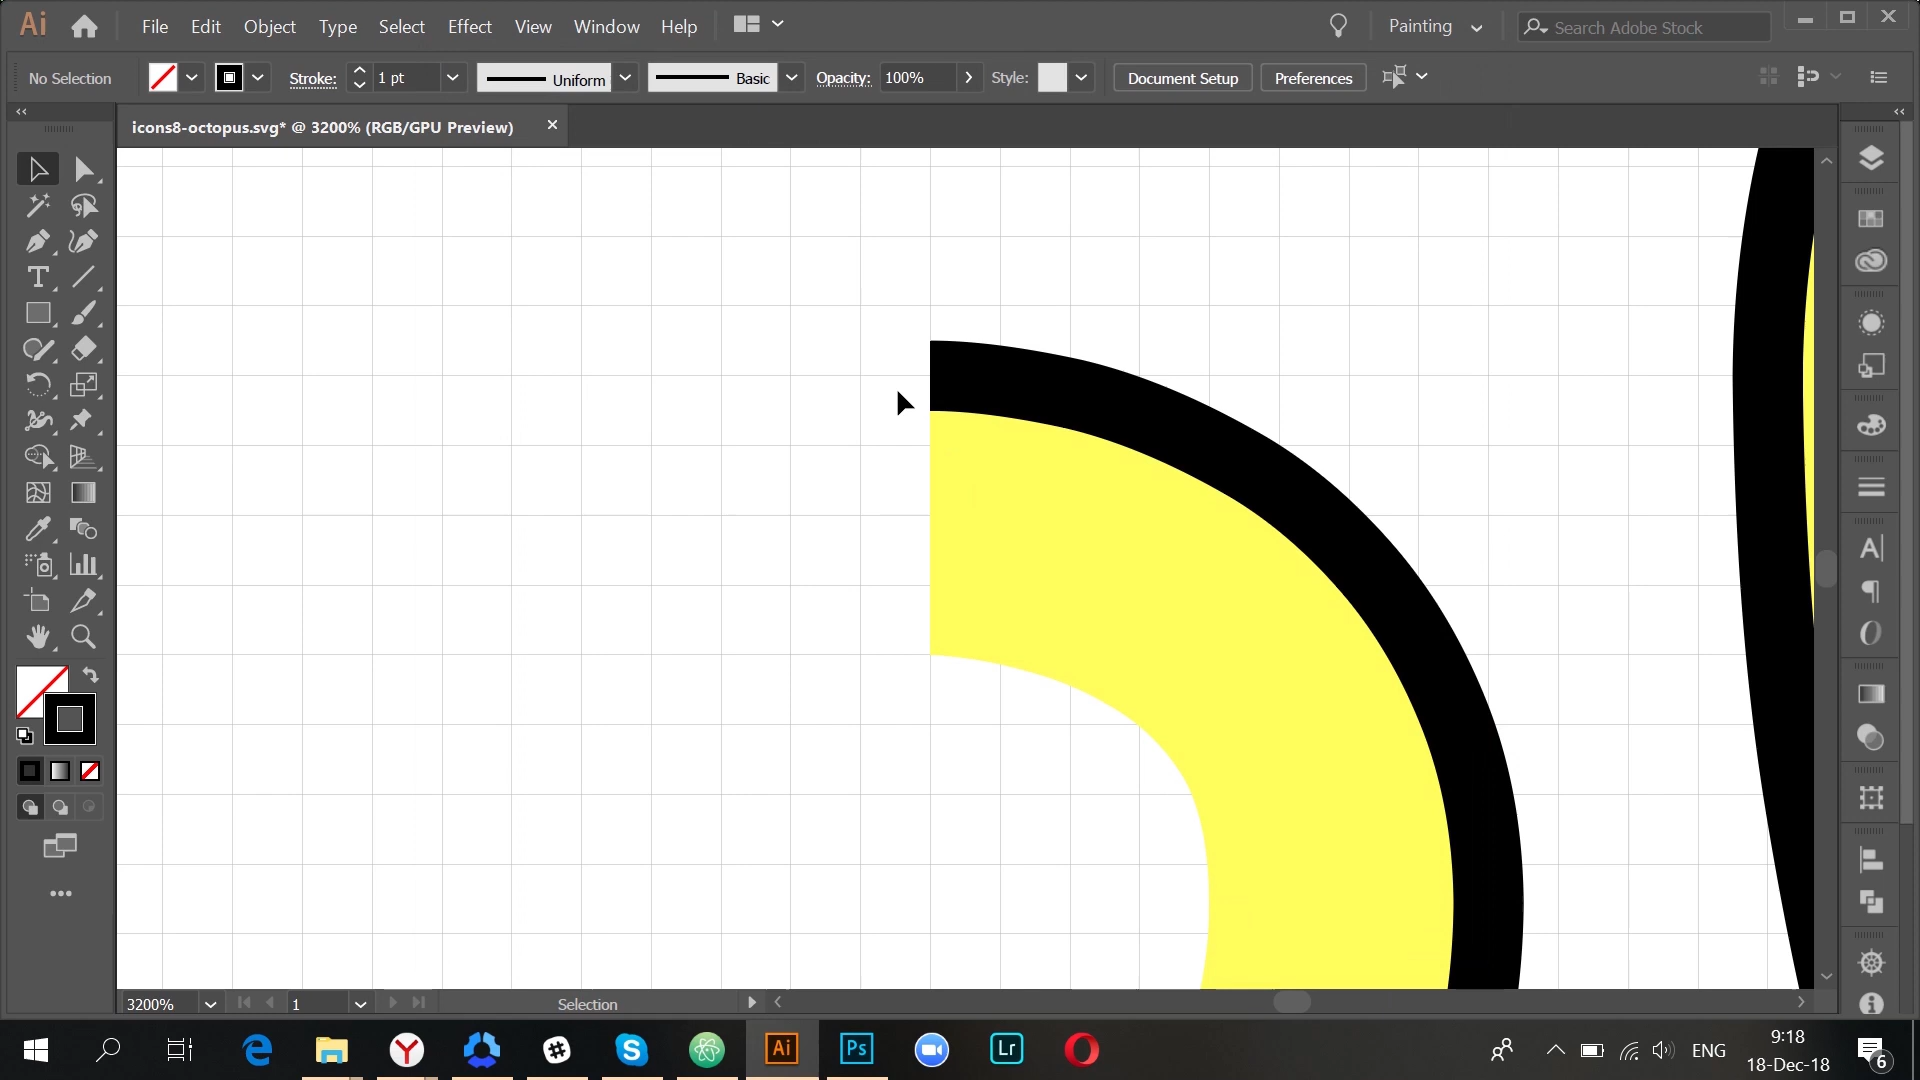 Ai File Edit Object Type Select Effect View Window Help Painting Search Adobe Stock
No Selection Stroke: 1 pt Uniform Basic Opacity: 100% Style: Document Setup Preferences
icons8-octopus.svg* @ 3200% (RGB/GPU Preview)
3200% 1 Selection
Ai Ps Lr ENG 9:18
18-Dec-18 6